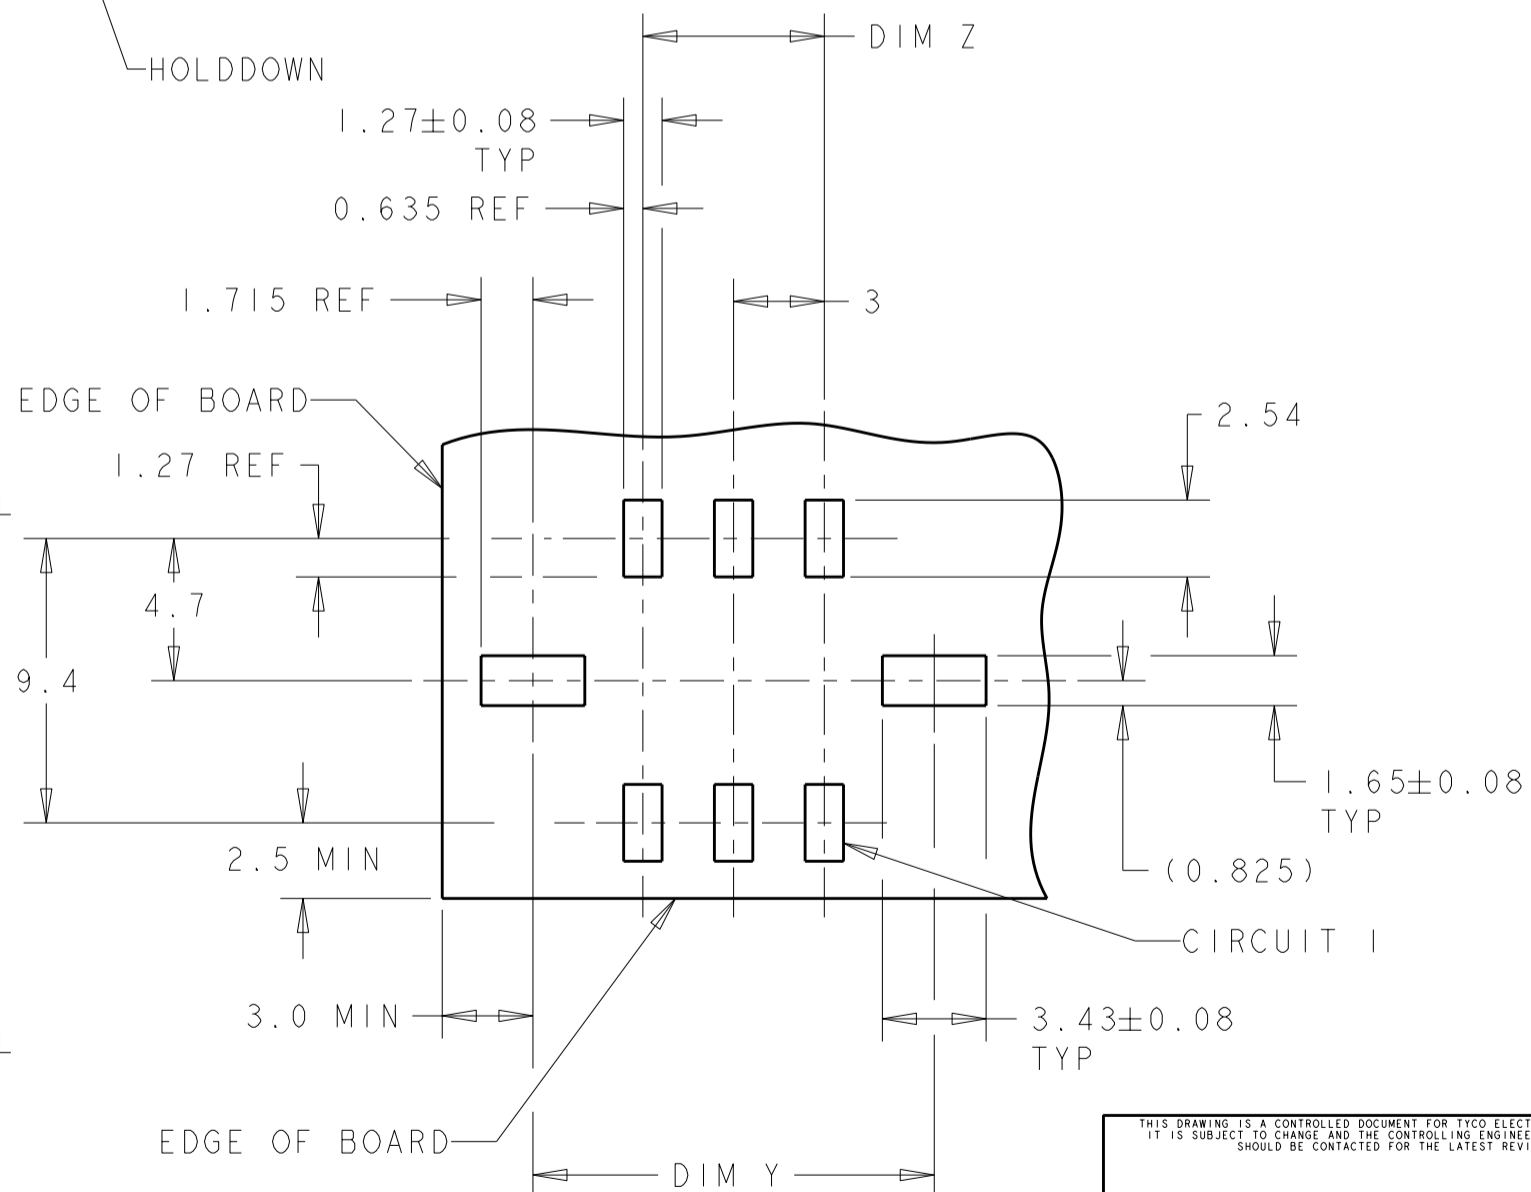 DIM Z
HOLDDOWN
1.27±0.08
TYP
0.635 REF
1.715 REF
3
EDGE OF BOARD
2.54
1.27 REF
4.7
9.4
1.65±0.08
TYP
2.5 MIN
(0.825)
CIRCUIT 1
3.0 MIN
3.43±0.08
TYP
EDGE OF BOARD
DIM Y
THIS DRAWING IS A CONTROLLED DOCUMENT FOR TYCO ELECT
IT IS SUBJECT TO CHANGE AND THE CONTROLLING ENGINEE
SHOULD BE CONTACTED FOR THE LATEST REVI